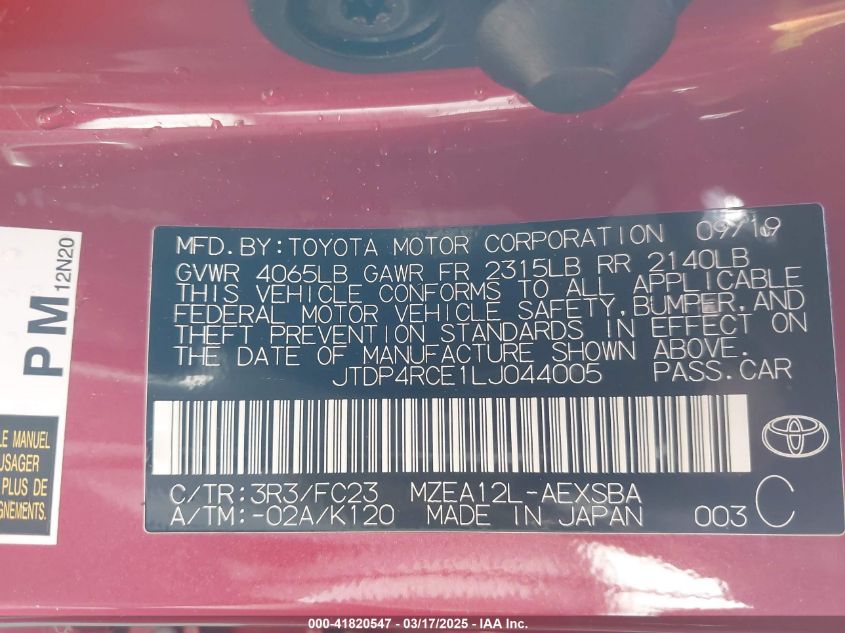 MFD. BY: TOYOTA MOTOR CORPORATION 09/19
GVWR 4065LB GAWR FR 2315LB RR 2140LB
THIS VEHICLE CONFORMS TO ALL APPLICABLE
FEDERAL MOTOR VEHICLE SAFETY, BUMPER, AND
THEFT PREVENTION STANDARDS IN EFFECT ON
THE DATE OF MANUFACTURE SHOWN ABOVE.
JTDP4RCE1LJ044005 PASS. CAR
C/TR: 3R3/FC23 MZEA12L-AEXSBA
A/TM: -02A/K120 MADE IN JAPAN 003 C
PM 12N20
LE MANUEL
USAGER
PLUS DE
ONS.
000-41820547 - 03/17/2025 - IAA Inc.